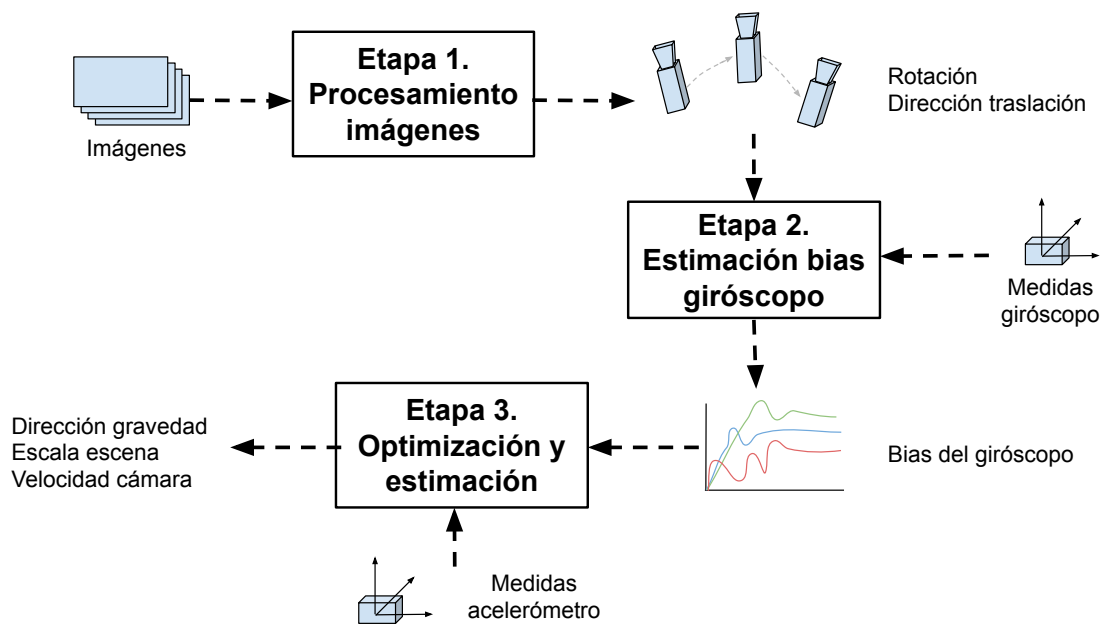 Etapa 1.
Procesamiento
imágenes
Imágenes
Rotación
Dirección traslación
Etapa 2.
Estimación bias
giróscopo
Medidas
giróscopo
Bias del giróscopo
Etapa 3.
Optimización y
estimación
Dirección gravedad
Escala escena
Velocidad cámara
Medidas
acelerómetro